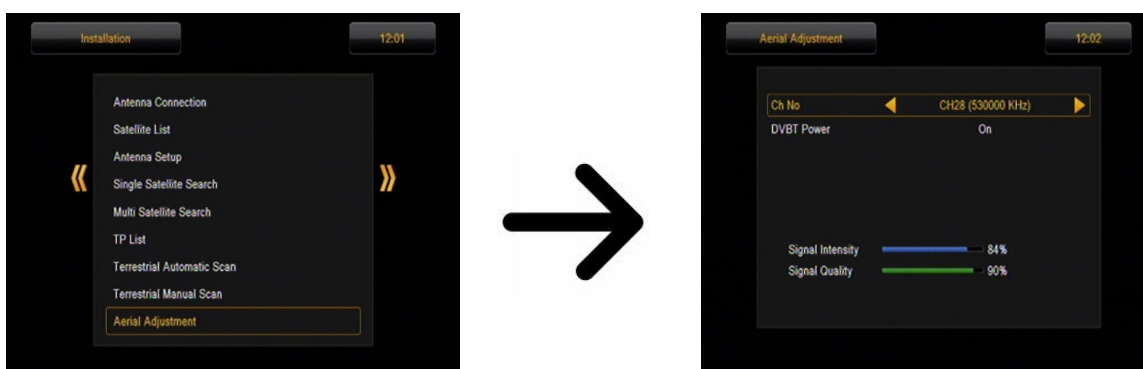 Installation
12:01
Antenna Connection
Satellite List
Antenna Setup
Single Satellite Search
Multi Satellite Search
TP List
Terrestrial Automatic Scan
Terrestrial Manual Scan
Aerial Adjustment
Aerial Adjustment
12:02
Ch No CH28 (530000 KHz)
DVBT Power On
Signal Intensity 84%
Signal Quality 90%